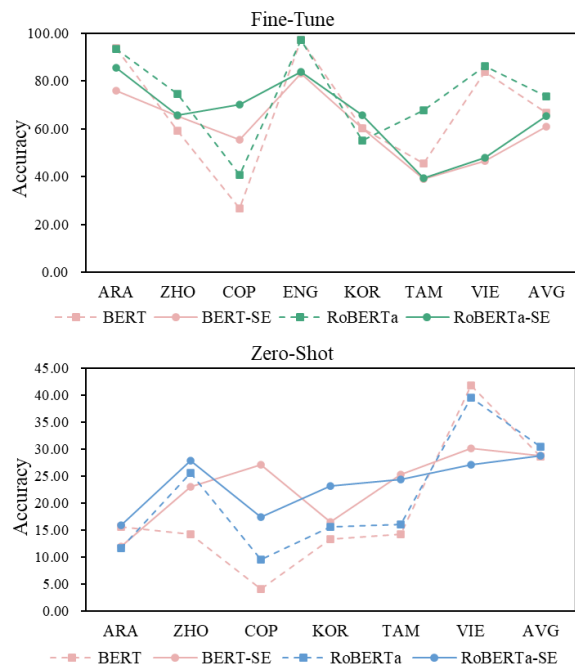 Fine-Tune
100.00
80.00
60.00
40.00
20.00
0.00
Accuracy
ARA ZHO COP ENG KOR TAM VIE AVG
BERT BERT-SE RoBERTa RoBERTa-SE
Zero-Shot
45.00
40.00
35.00
30.00
25.00
20.00
15.00
10.00
5.00
0.00
Accuracy
ARA ZHO COP KOR TAM VIE AVG
BERT BERT-SE RoBERTa RoBERTa-SE